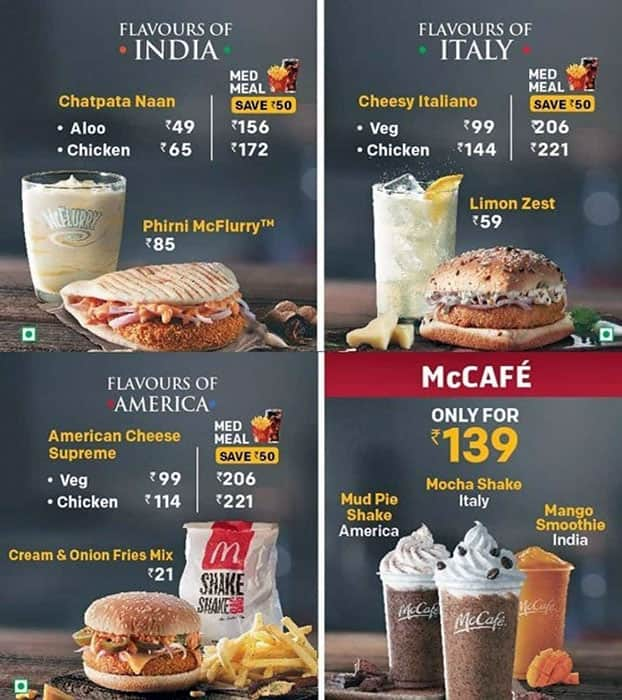 FLAVOURS OF
• INDIA •
MED
MEAL
Chatpata Naan
SAVE ₹50
• Aloo ₹49 ₹156
• Chicken ₹65 ₹172
McFLURRY
Phirni McFlurry™
₹85
FLAVOURS OF
• ITALY •
MED
MEAL
Cheesy Italiano
SAVE ₹50
• Veg ₹99 ₹206
• Chicken ₹144 ₹221
Limon Zest
₹59
FLAVOURS OF
• AMERICA •
MED
MEAL
American Cheese
Supreme
SAVE ₹50
• Veg ₹99 ₹206
• Chicken ₹114 ₹221
Cream & Onion Fries Mix
₹21
m
SHAKE
SHAKE
McCAFÉ
ONLY FOR
₹139
Mocha Shake
Italy
Mud Pie
Shake
America
Mango
Smoothie
India
McCafé
McCafé
McCafé